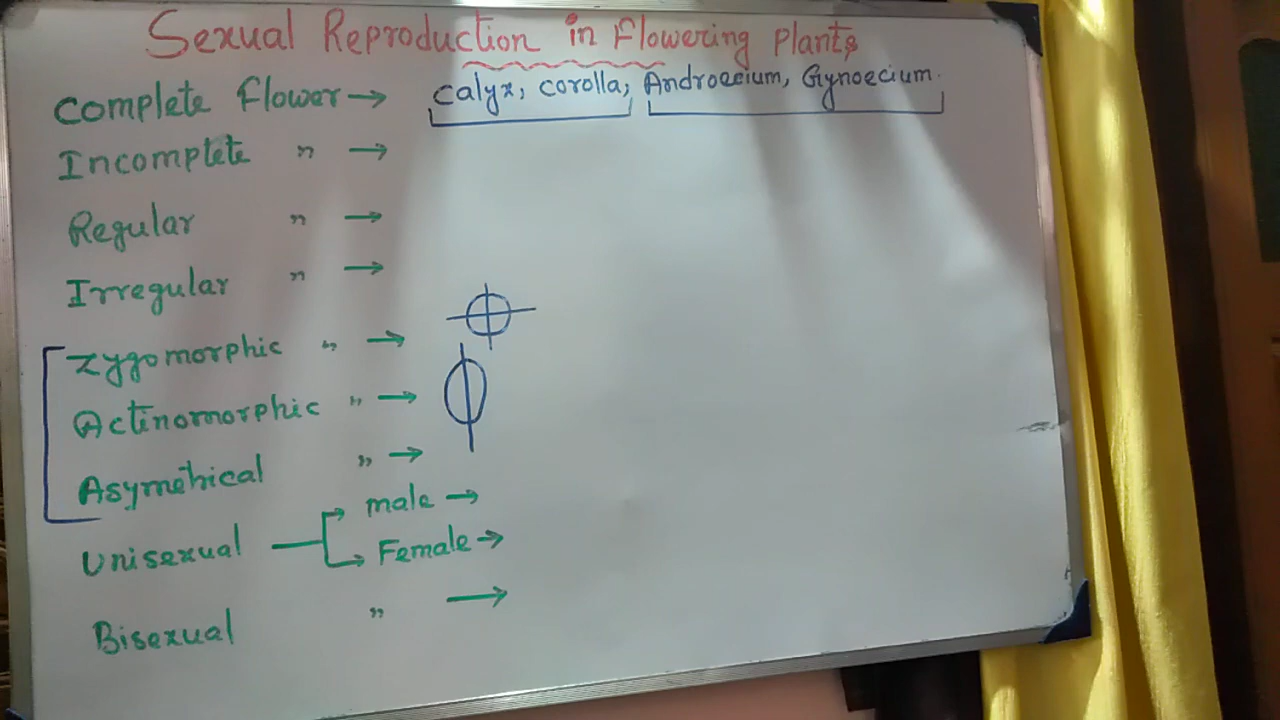 Sexual Reproduction in Flowering Plants
Complete Flower → Calyx, Corolla, Androecium, Gynoecium.
Incomplete " →
Regular " →
Irregular " →
Zygomorphic " →
Actinomorphic " →
Asymetrical " →
Unisexual male →
Female →
Bisexual " →